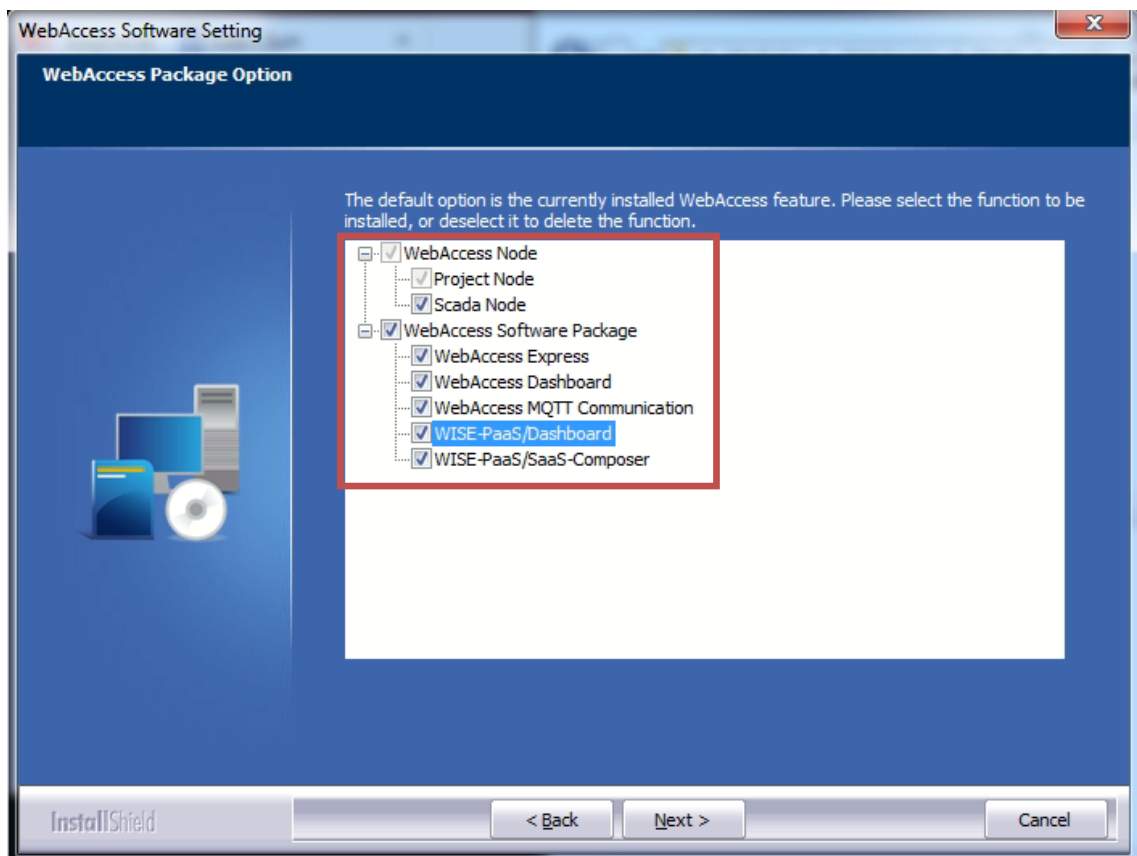 WebAccess Software Setting
X
WebAccess Package Option
The default option is the currently installed WebAccess feature. Please select the function to be
installed, or deselect it to delete the function.
WebAccess Node
Project Node
Scada Node
WebAccess Software Package
WebAccess Express
WebAccess Dashboard
WebAccess MQTT Communication
WISE-PaaS/Dashboard
WISE-PaaS/SaaS-Composer
InstallShield
< Back Next > Cancel